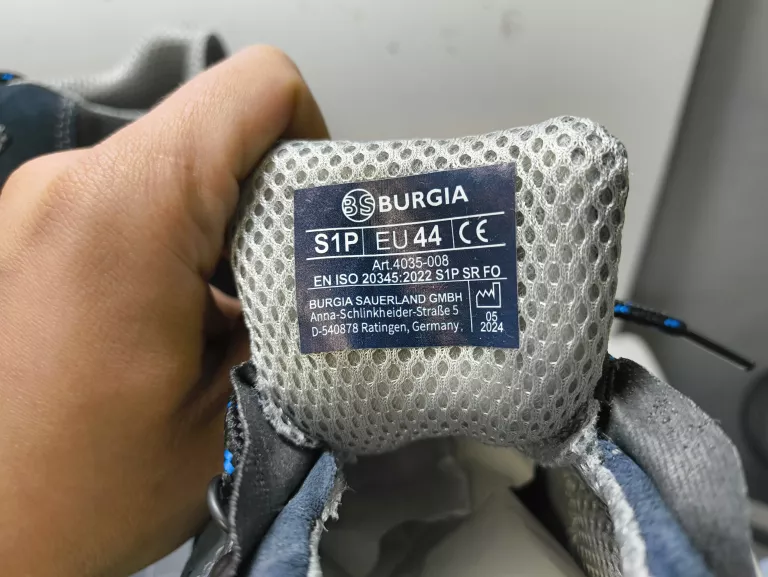 BS BURGIA
S1P EU 44 CE
Art.4035-008
EN ISO 20345:2022 S1P SR FO
BURGIA SAUERLAND GMBH
Anna-Schlinkheider-Straße 5
D-540878 Ratingen, Germany.
05
2024